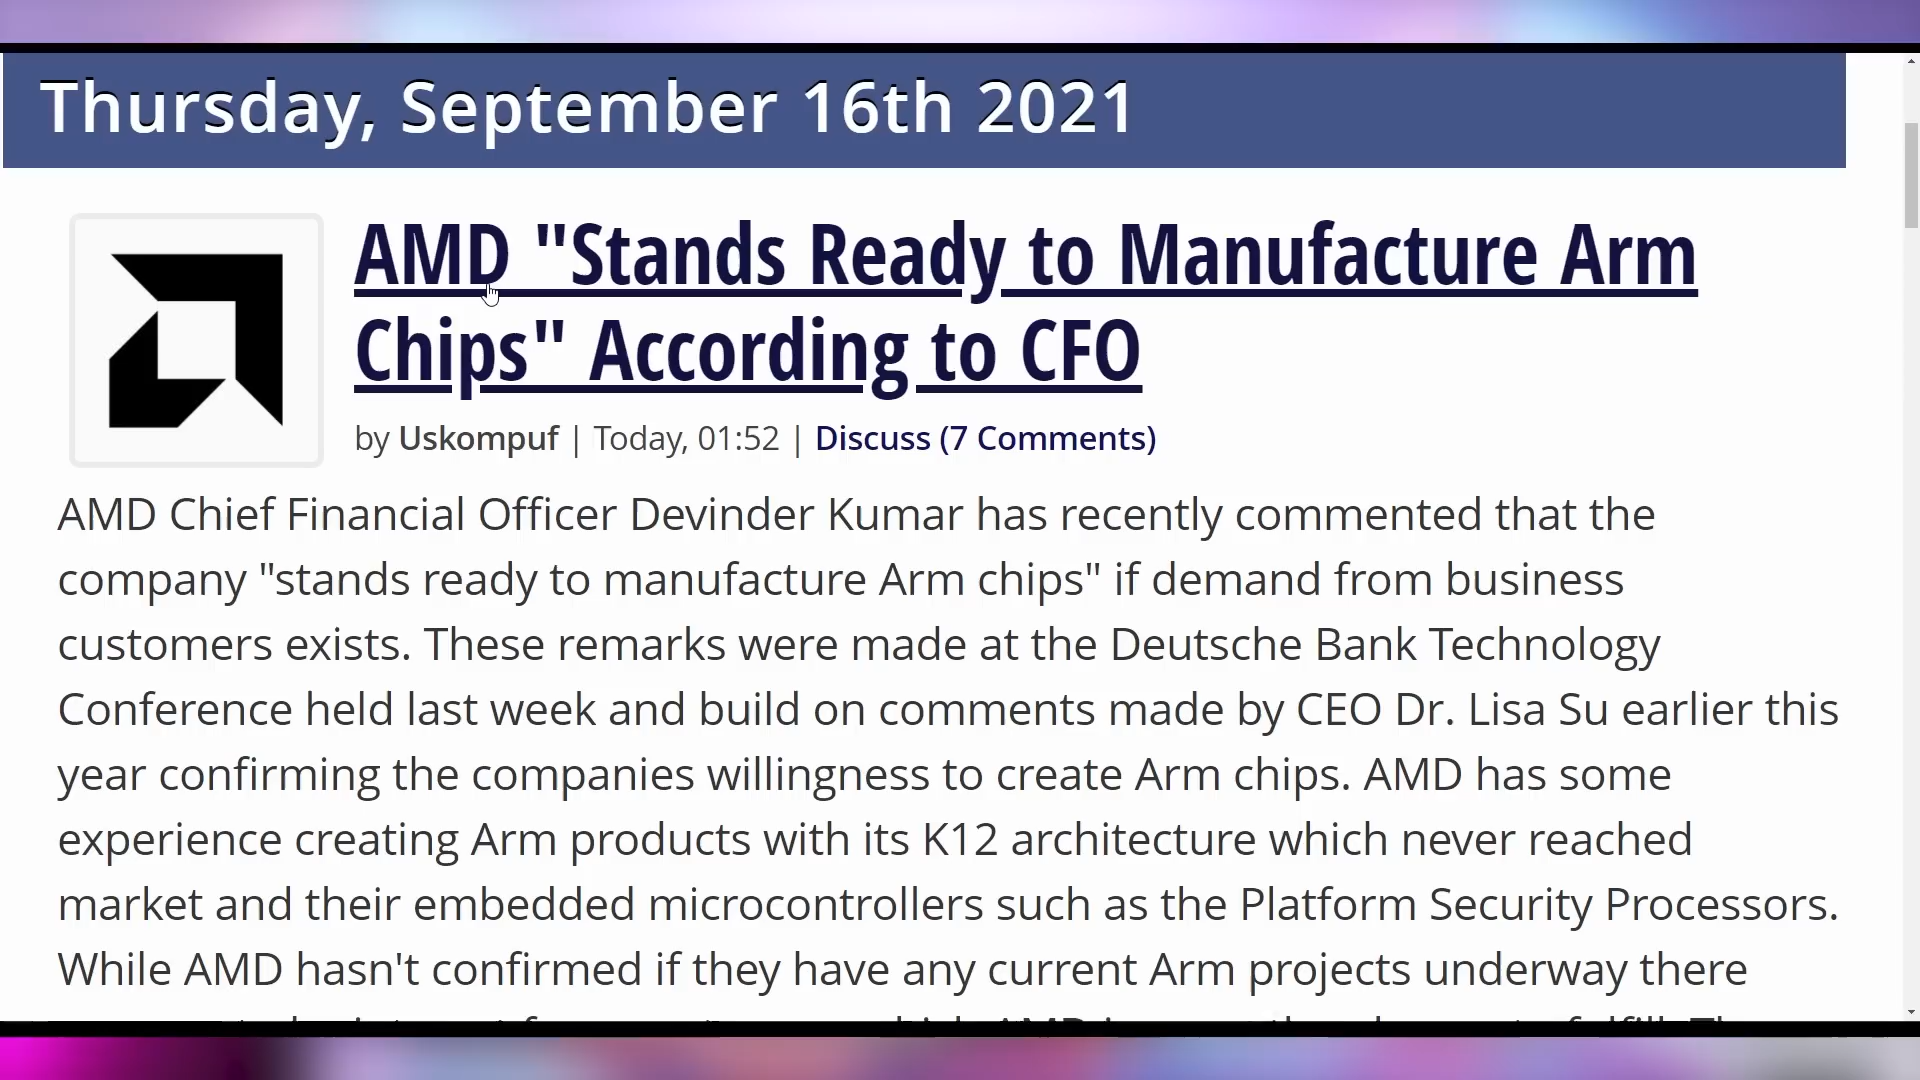 Thursday, September 16th 2021
AMD "Stands Ready to Manufacture Arm
Chips" According to CFO
by Uskompuf | Today, 01:52 | Discuss (7 Comments)
AMD Chief Financial Officer Devinder Kumar has recently commented that the
company "stands ready to manufacture Arm chips" if demand from business
customers exists. These remarks were made at the Deutsche Bank Technology
Conference held last week and build on comments made by CEO Dr. Lisa Su earlier this
year confirming the companies willingness to create Arm chips. AMD has some
experience creating Arm products with its K12 architecture which never reached
market and their embedded microcontrollers such as the Platform Security Processors.
While AMD hasn't confirmed if they have any current Arm projects underway there